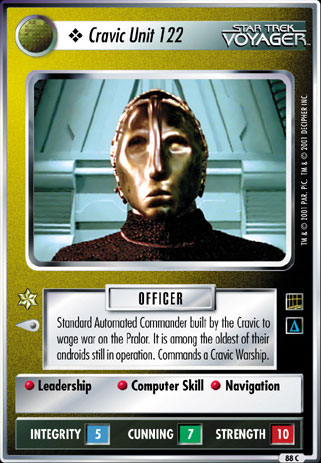 ❖ Cravic Unit 122
STAR TREK
VOYAGER™
TM & © 2001 PAR. PIC. TM & © 2001 DECIPHER INC.
OFFICER
Standard Automated Commander built by the Cravic to
wage war on the Pralor. It is among the oldest of their
androids still in operation. Commands a Cravic Warship.
Leadership Computer Skill Navigation
INTEGRITY 5 CUNNING 7 STRENGTH 10
88 C